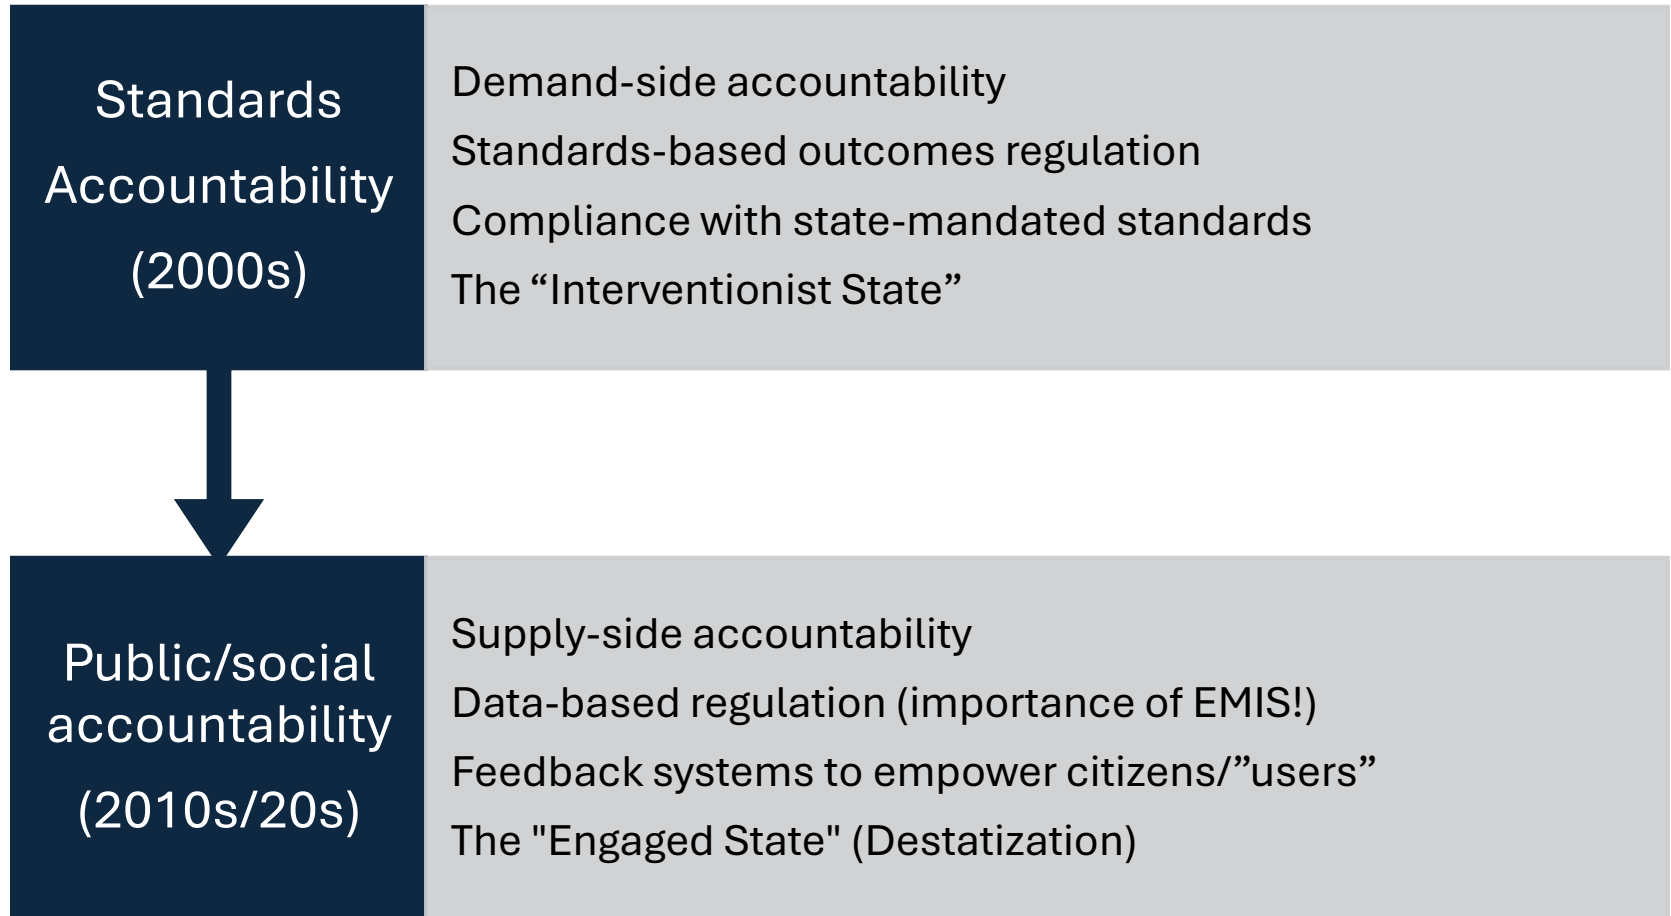 Standards
Accountability
(2000s)
Demand-side accountability
Standards-based outcomes regulation
Compliance with state-mandated standards
The “Interventionist State”
Public/social
accountability
(2010s/20s)
Supply-side accountability
Data-based regulation (importance of EMIS!)
Feedback systems to empower citizens/”users”
The "Engaged State" (Destatization)